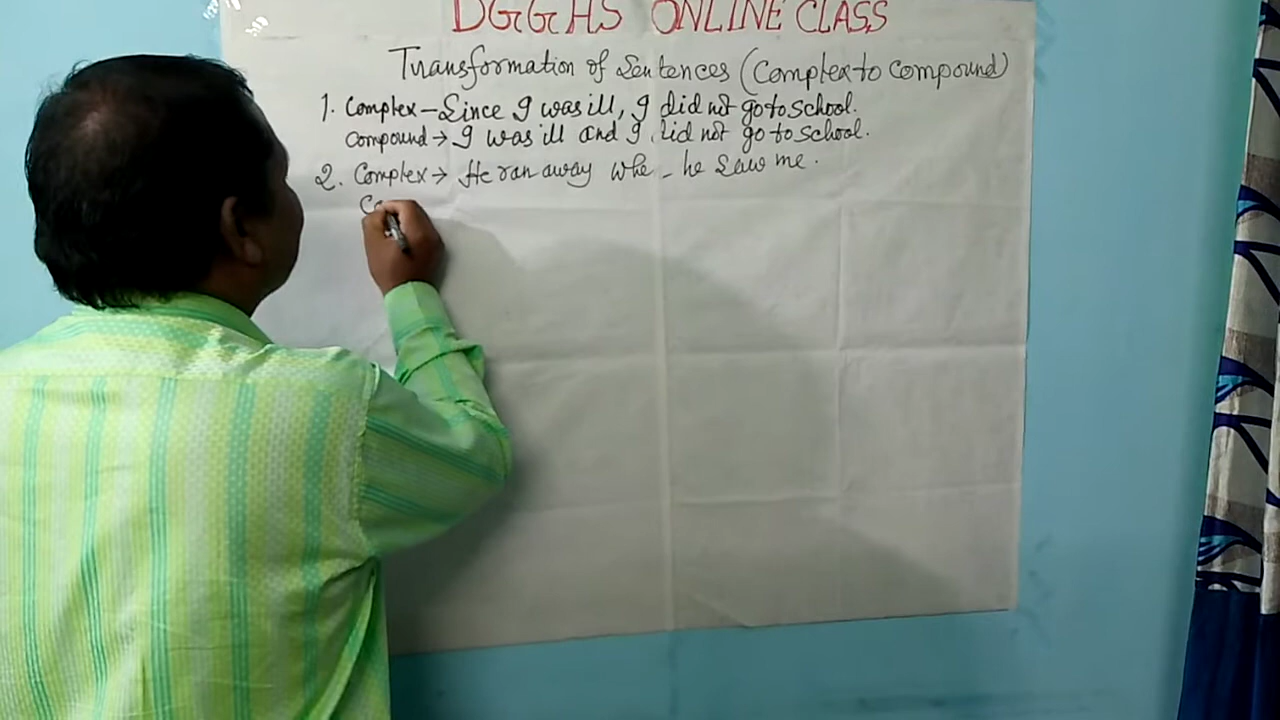 DGGHS ONLINE CLASS
Transformation of Sentences (Complex to Compound)
1. Complex – Since I was ill, I did not go to school.
Compound → I was ill and I did not go to school.
2. Complex → He ran away whe - he saw me.
Co